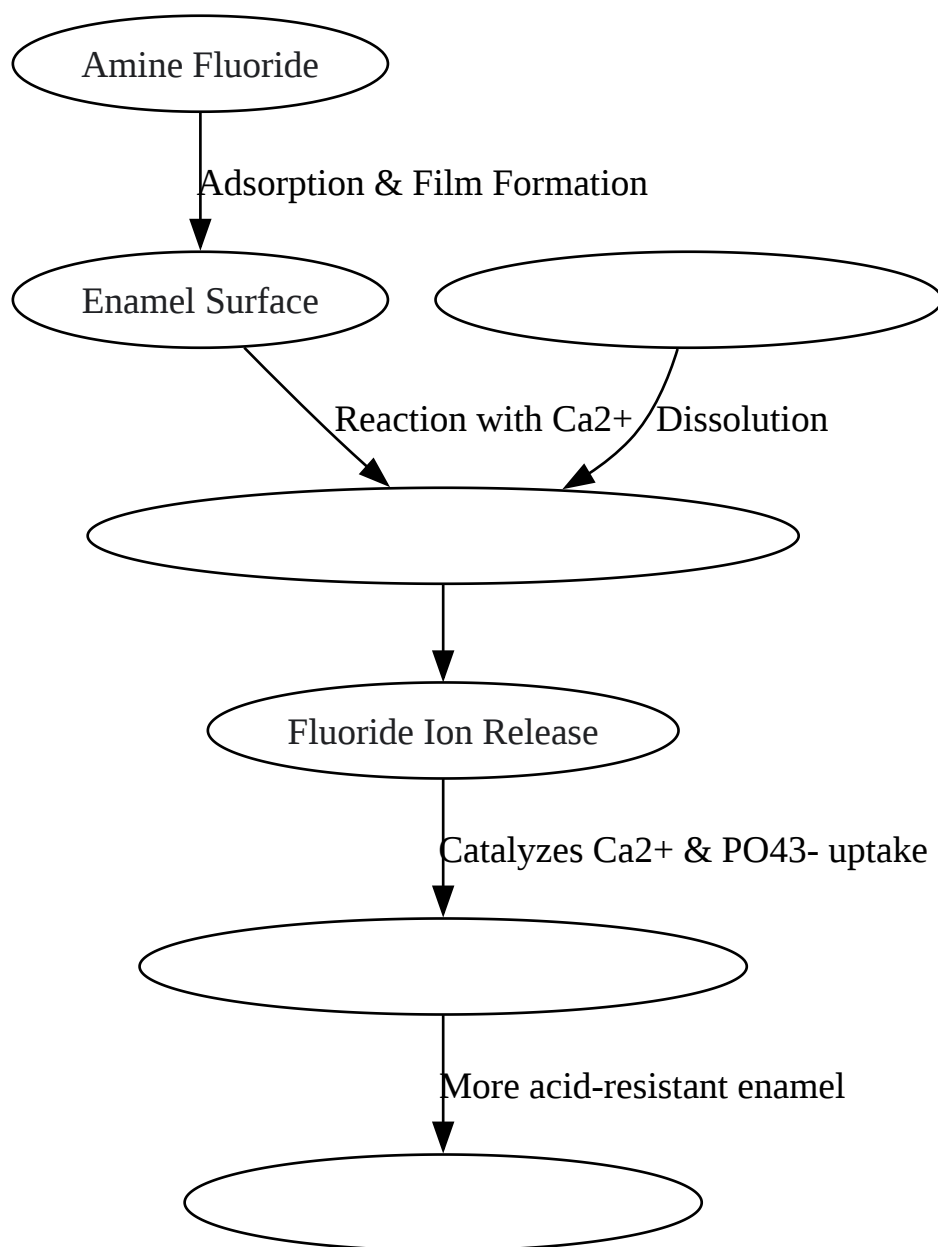 Amine Fluoride
Adsorption & Film Formation
Enamel Surface
Reaction with Ca2+
Dissolution
Fluoride Ion Release
Catalyzes Ca2+ & PO43- uptake
More acid-resistant enamel